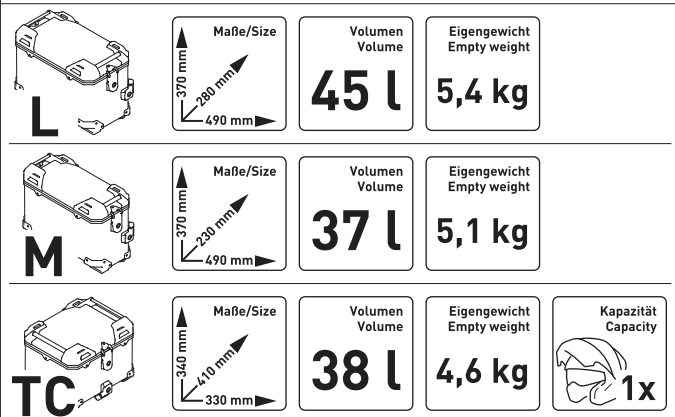 L
Maße/Size
370 mm
280 mm
490 mm
Volumen
Volume
45 l
Eigengewicht
Empty weight
5,4 kg
M
Maße/Size
370 mm
230 mm
490 mm
Volumen
Volume
37 l
Eigengewicht
Empty weight
5,1 kg
TC
Maße/Size
340 mm
410 mm
330 mm
Volumen
Volume
38 l
Eigengewicht
Empty weight
4,6 kg
Kapazität
Capacity
1x